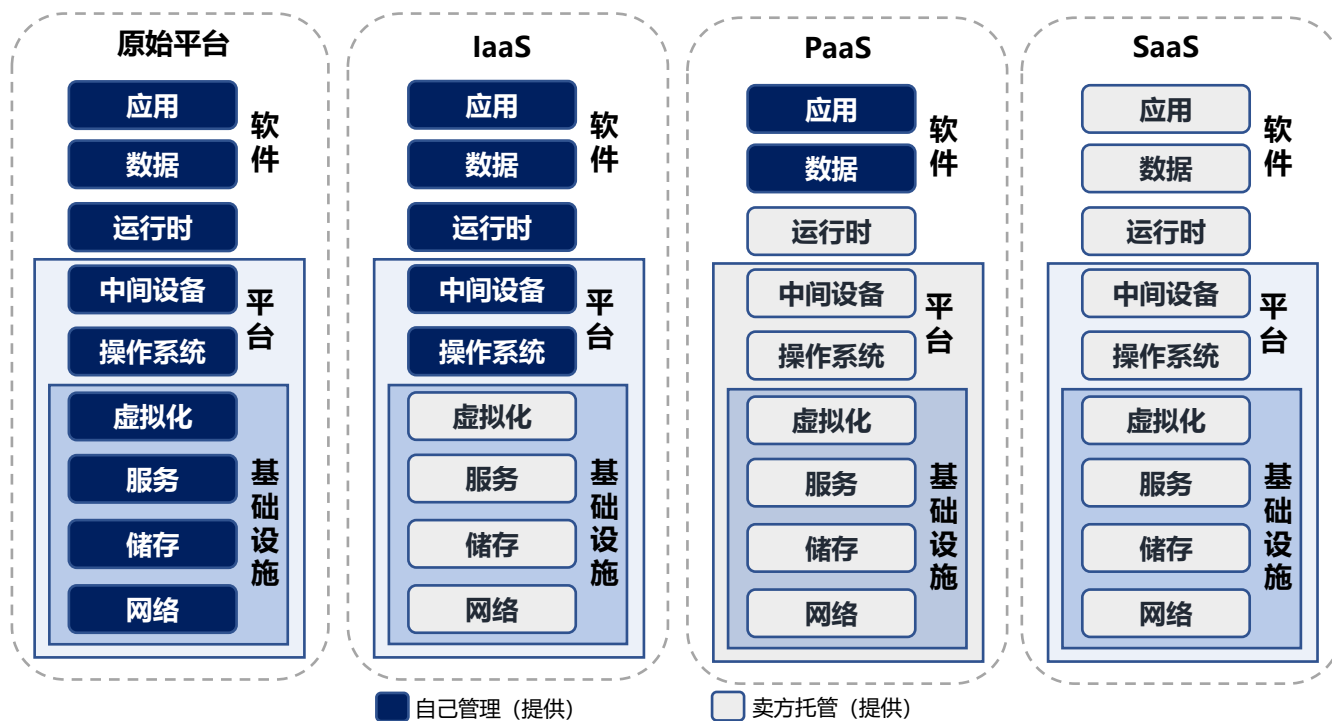 原始平台
应用
数据
软件
运行时
中间设备
操作系统
平台
虚拟化
服务
储存
网络
基础设施
IaaS
应用
数据
软件
运行时
中间设备
操作系统
平台
虚拟化
服务
储存
网络
基础设施
PaaS
应用
数据
软件
运行时
中间设备
操作系统
平台
虚拟化
服务
储存
网络
基础设施
SaaS
应用
数据
软件
运行时
中间设备
操作系统
平台
虚拟化
服务
储存
网络
基础设施
自己管理（提供）
卖方托管（提供）